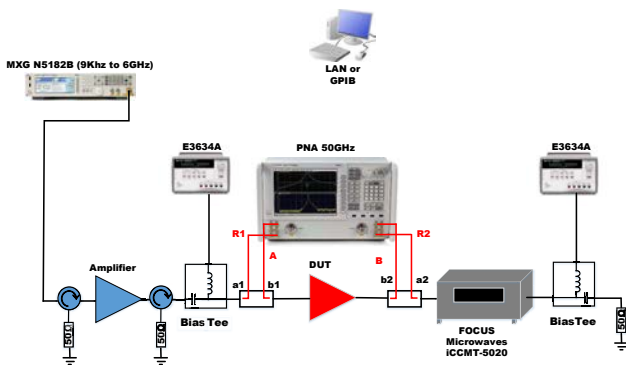 MXG N5182B (9Khz to 6GHz)
LAN or
GPIB
E3634A
PNA 50GHz
E3634A
R1
R2
A
B
Amplifier
DUT
a1
b1
b2
a2
Bias Tee
BiasTee
50Ω
50Ω
50Ω
FOCUS
Microwaves
iCCMT-5020